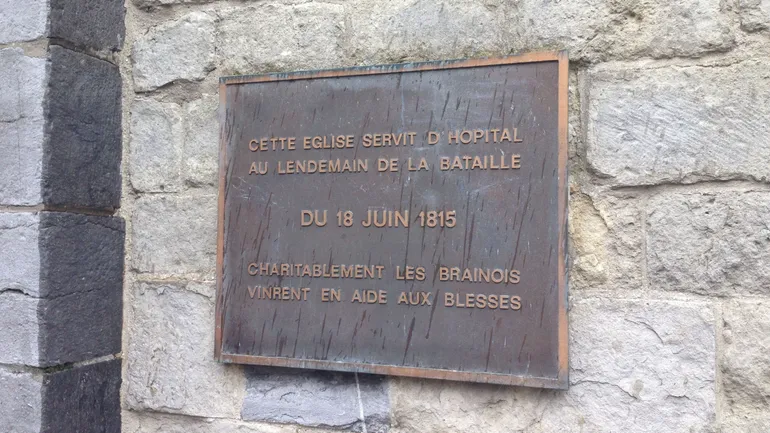 CETTE EGLISE SERVIT D'HOPITAL
AU LENDEMAIN DE LA BATAILLE
DU 18 JUIN 1815
CHARITABLEMENT LES BRAINOIS
VINRENT EN AIDE AUX BLESSES